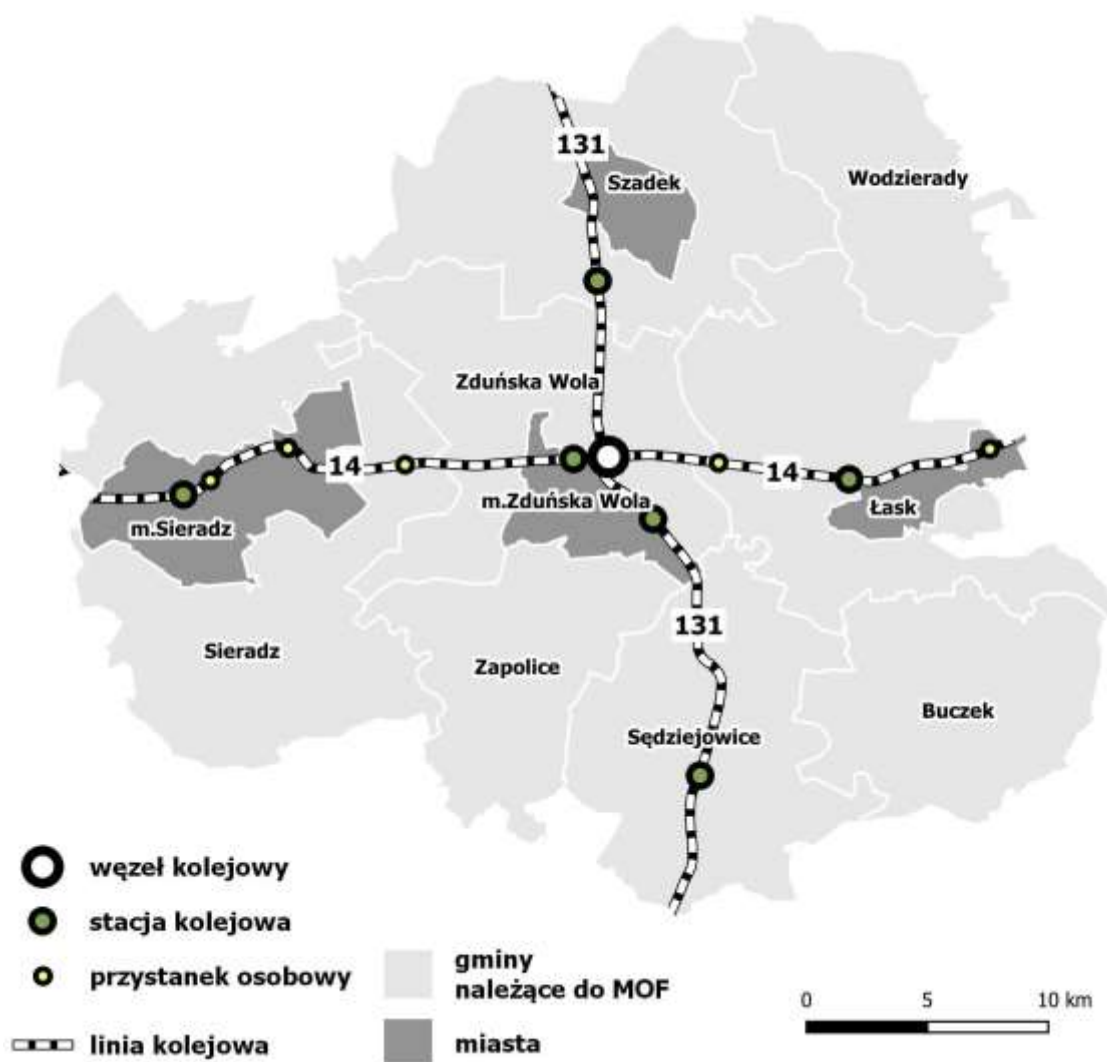 131
Szadek
Wodzierady
Zduńska Wola
14
14
m.Zduńska Wola
m.Sieradz
Łask
131
Sieradz
Zapolice
Buczek
Sędziejowice
węzeł kolejowy
stacja kolejowa
przystanek osobowy
linia kolejowa
gminy
należące do MOF
miasta
0 5 10 km